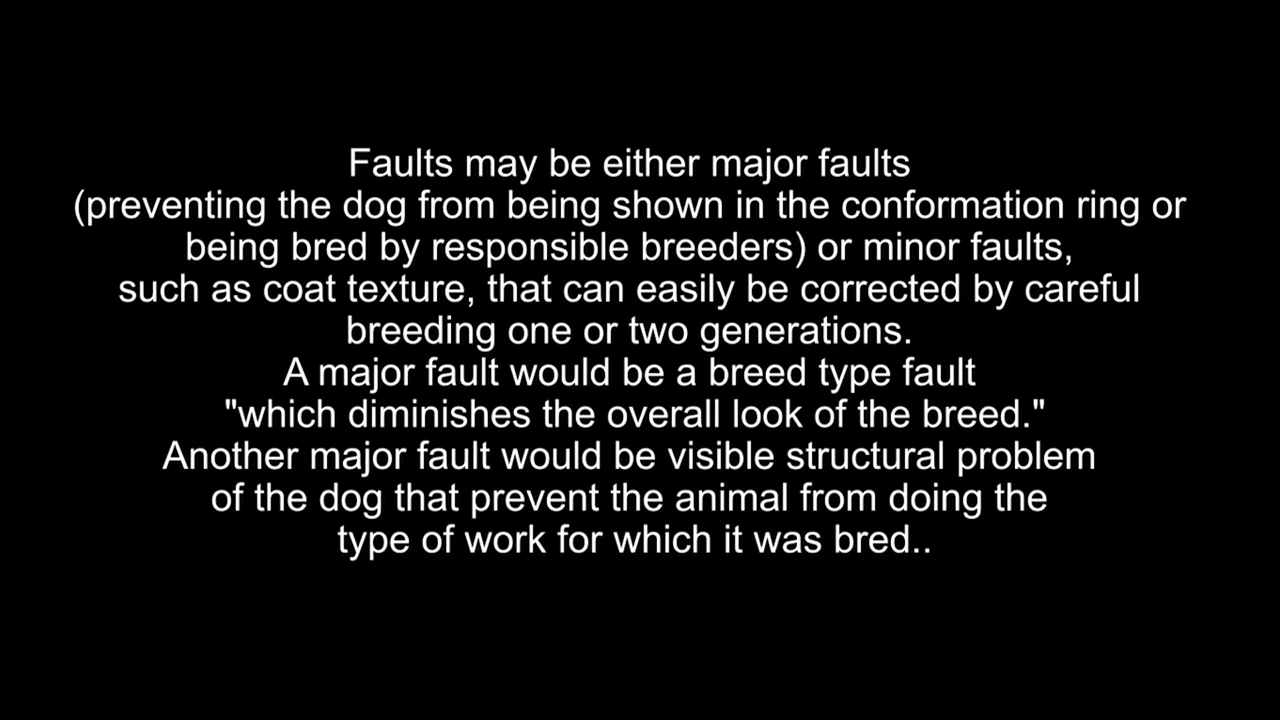 Faults may be either major faults
(preventing the dog from being shown in the conformation ring or
being bred by responsible breeders) or minor faults,
such as coat texture, that can easily be corrected by careful
breeding one or two generations.
A major fault would be a breed type fault
"which diminishes the overall look of the breed."
Another major fault would be visible structural problem
of the dog that prevent the animal from doing the
type of work for which it was bred..